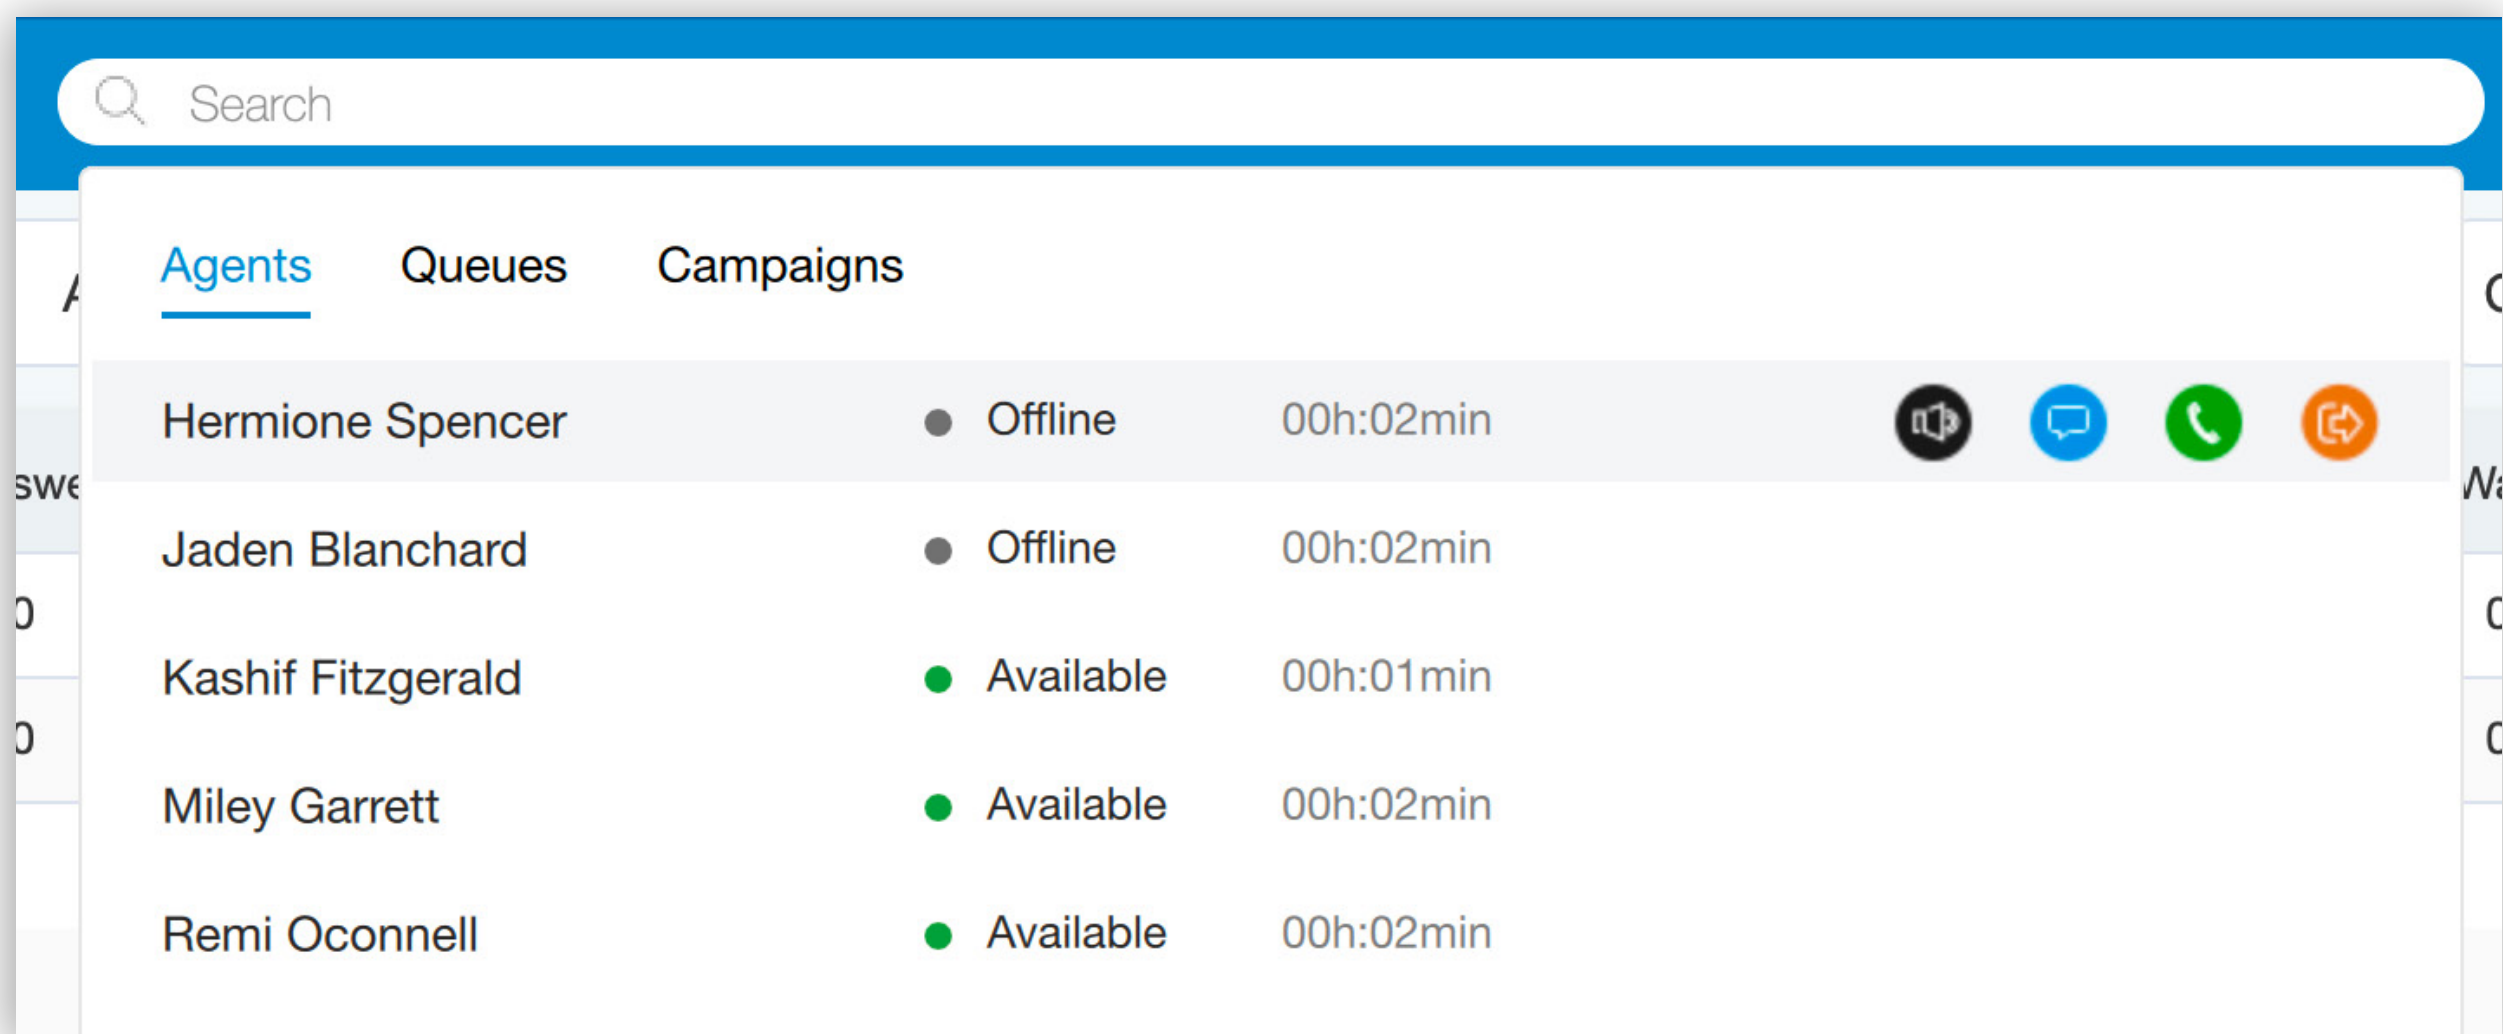 Search
Agents Queues Campaigns
Hermione Spencer Offline 00h:02min
Jaden Blanchard Offline 00h:02min
Kashif Fitzgerald Available 00h:01min
Miley Garrett Available 00h:02min
Remi Oconnell Available 00h:02min